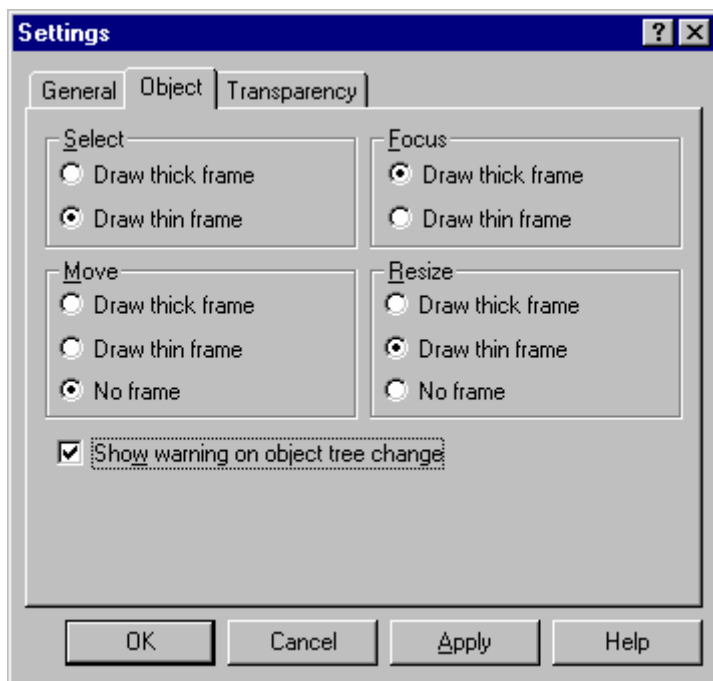 Settings
General Object Transparency
Select
Draw thick frame
Draw thin frame
Focus
Draw thick frame
Draw thin frame
Move
Draw thick frame
Draw thin frame
No frame
Resize
Draw thick frame
Draw thin frame
No frame
Show warning on object tree change
OK Cancel Apply Help